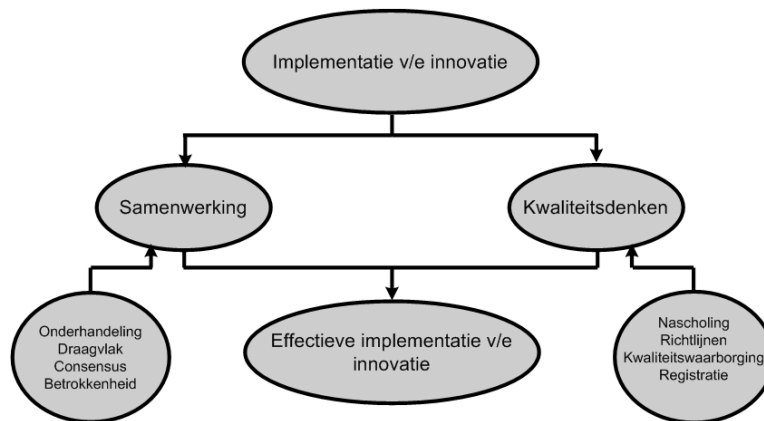 Implementatie v/e innovatie
Samenwerking
Kwaliteitsdenken
Onderhandeling
Draagvlak
Consensus
Betrokkenheid
Effectieve implementatie v/e
innovatie
Nascholing
Richtlijnen
Kwaliteitswaarborging
Registratie